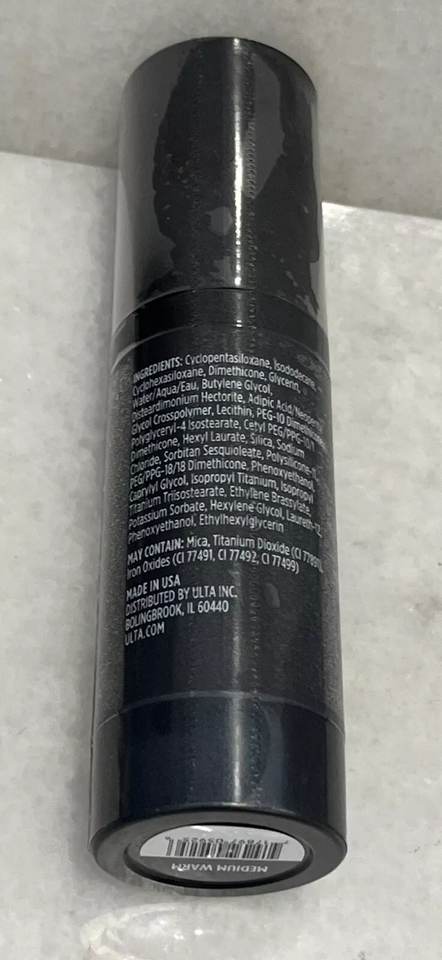 INGREDIENTS: Cyclopentasiloxane, Isododecane,
Cyclohexasiloxane, Dimethicone, Glycerin,
Water/Aqua/Eau, Butylene Glycol,
Disteardimonium Hectorite, Adipic Acid/Neopentyl
Glycol Crosspolymer, Lecithin, PEG-10 Dimethicone,
Polyglyceryl-4 Isostearate, Cetyl PEG/PPG-10/1
Dimethicone, Hexyl Laurate, Silica, Sodium
Chloride, Sorbitan Sesquioleate, Polysilicone-11,
PEG/PPG-18/18 Dimethicone, Phenoxyethanol,
Caprylyl Glycol, Isopropyl Titanium, Isopropyl
Titanium Triisostearate, Ethylene Brassylate,
Potassium Sorbate, Hexylene Glycol, Laureth-12,
Phenoxyethanol, Ethylhexylglycerin
MAY CONTAIN: Mica, Titanium Dioxide (CI 77891),
Iron Oxides (CI 77491, CI 77492, CI 77499)
MADE IN USA
DISTRIBUTED BY ULTA INC.
BOLINGBROOK, IL 60440
ULTA.COM
MEDIUM WARM